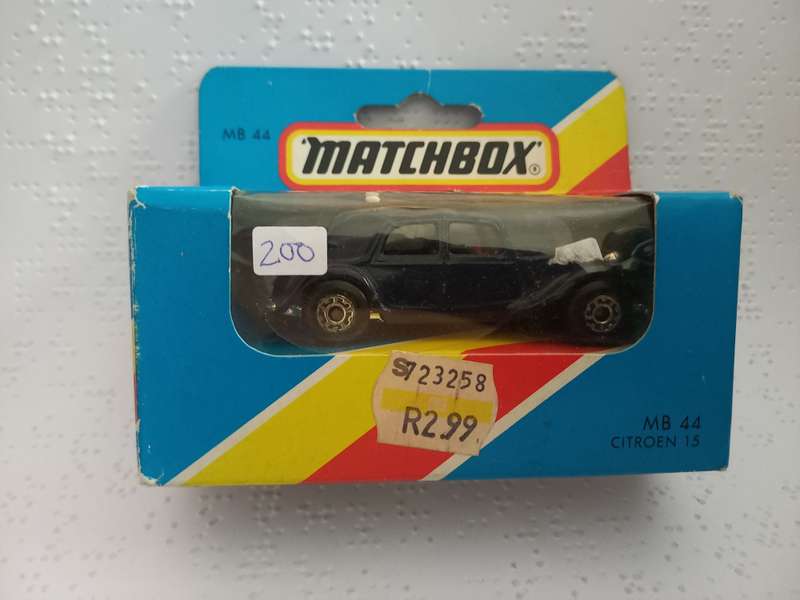 MB 44
'MATCHBOX'®
200
S723258
R2.99
MB 44
CITROEN 15